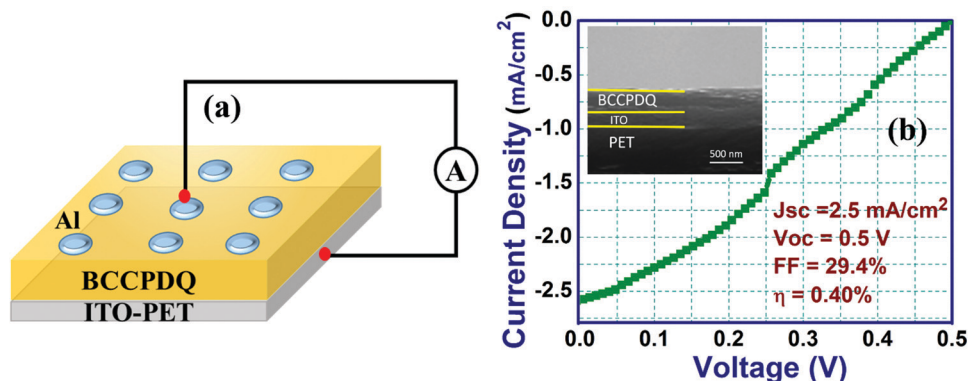 (a)
A
Al
BCCPDQ
ITO-PET
Current Density (mA/cm²)
0.0
-0.5
-1.0
-1.5
-2.0
-2.5
BCCPDQ
ITO
PET
500 nm
(b)
Jsc =2.5 mA/cm²
Voc = 0.5 V
FF = 29.4%
η = 0.40%
0.0 0.1 0.2 0.3 0.4 0.5
Voltage (V)